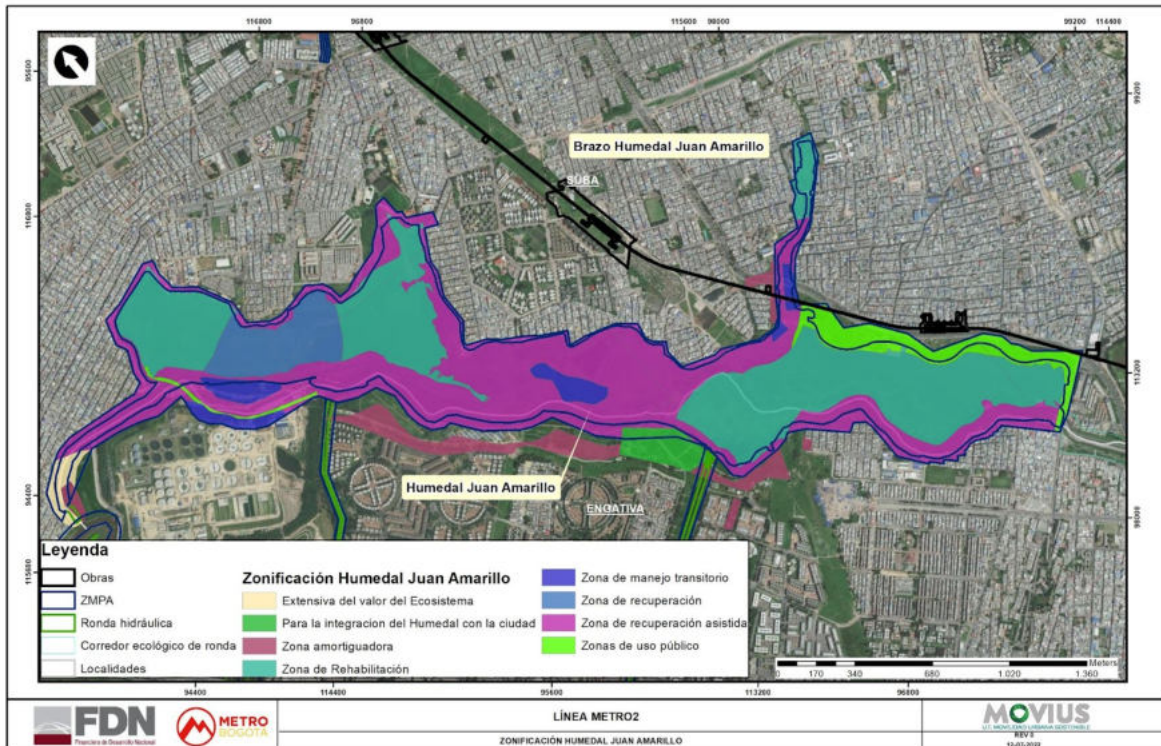 116800 96800 115600 98000 99200 114400
95600
99200
Brazo Humedal Juan Amarillo
SUBA
116800
113200
Humedal Juan Amarillo
ENGATIVA
94400
98000
115600
Leyenda
Obras
ZMPA
Ronda hidráulica
Corredor ecológico de ronda
Localidades
Zonificación Humedal Juan Amarillo
Extensiva del valor del Ecosistema
Para la integracion del Humedal con la ciudad
Zona amortiguadora
Zona de Rehabilitación
Zona de manejo transitorio
Zona de recuperación
Zona de recuperación asistida
Zonas de uso público
Meters
0 170 340 680 1.020 1.360
94400 114400 95600 113200 96800
FDN
Financiera de Desarrollo Nacional
METRO
BOGOTÁ
LÍNEA METRO2
ZONIFICACIÓN HUMEDAL JUAN AMARILLO
MOVIUS
U.T. MOVILIDAD URBANA SOSTENIBLE
REV 0